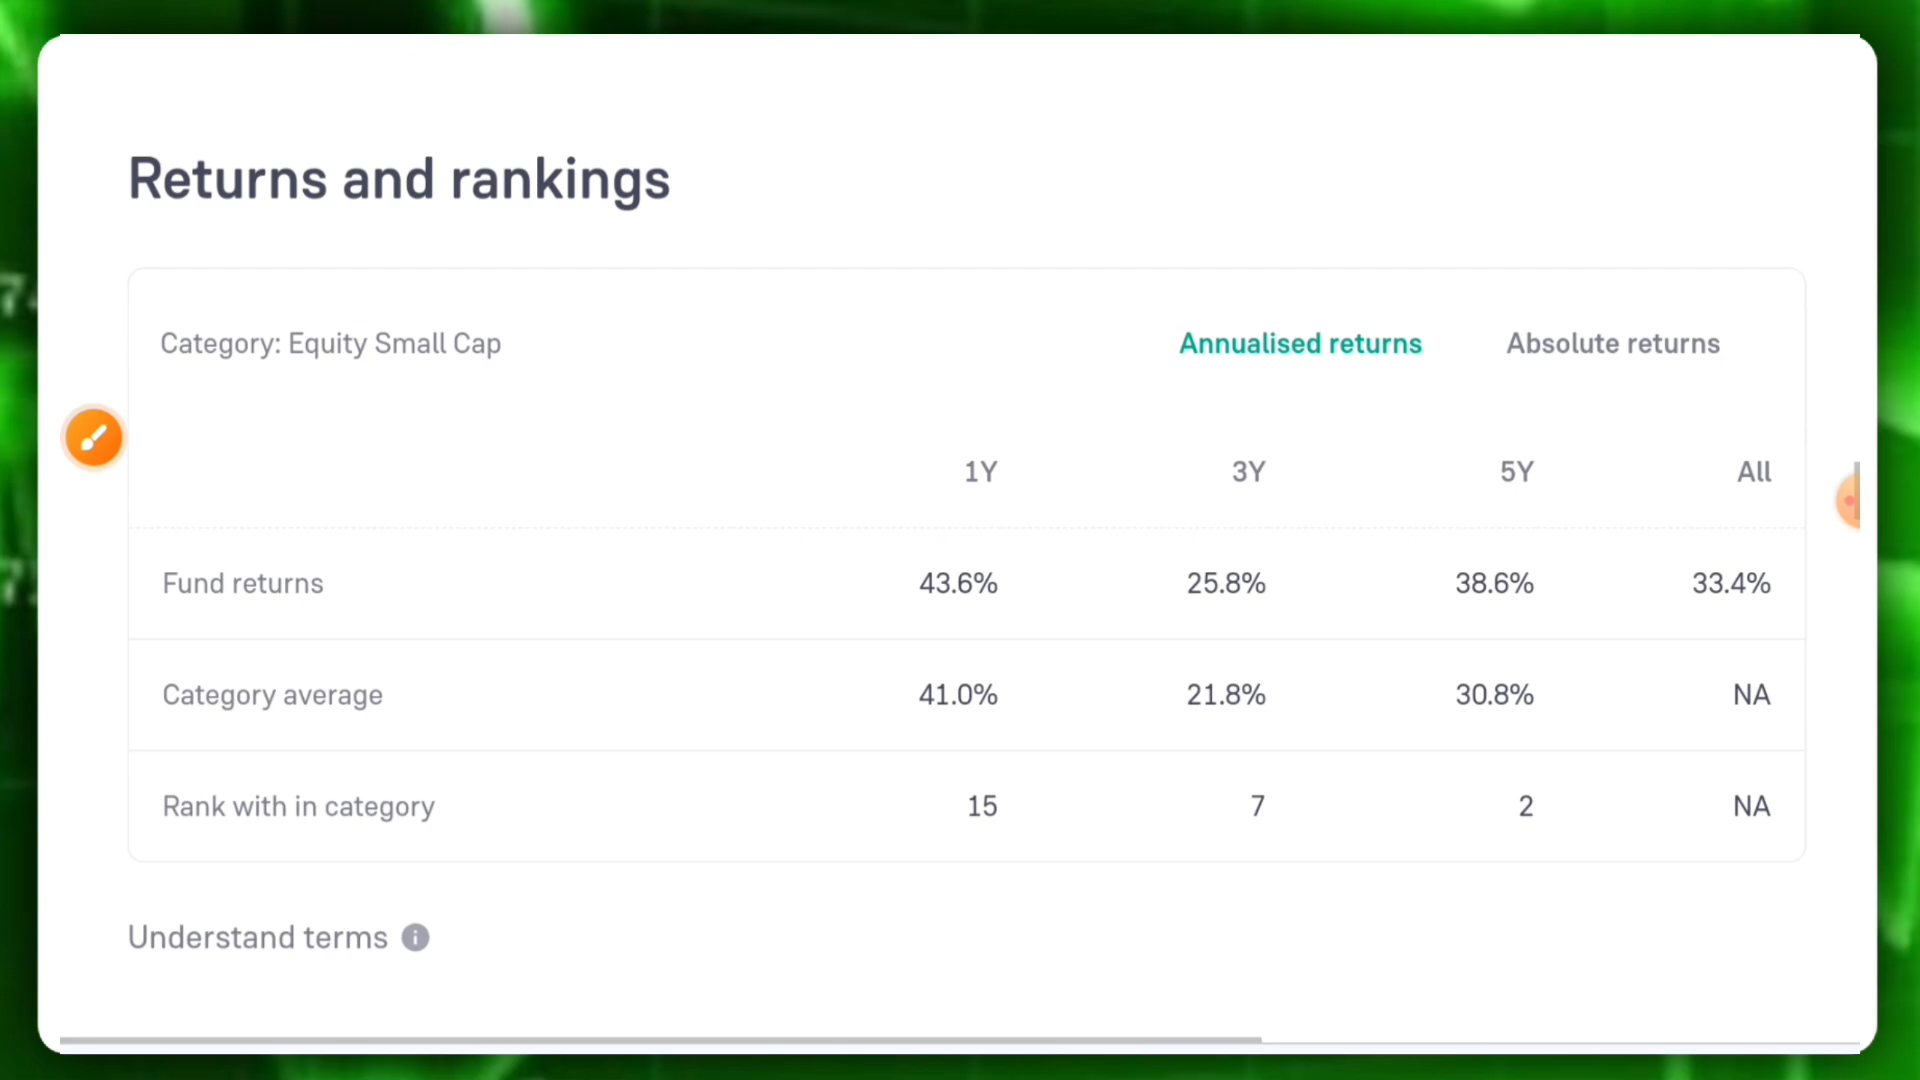 Returns and rankings
Category: Equity Small Cap Annualised returns Absolute returns
1Y 3Y 5Y All
Fund returns 43.6% 25.8% 38.6% 33.4%
Category average 41.0% 21.8% 30.8% NA
Rank with in category 15 7 2 NA
Understand terms